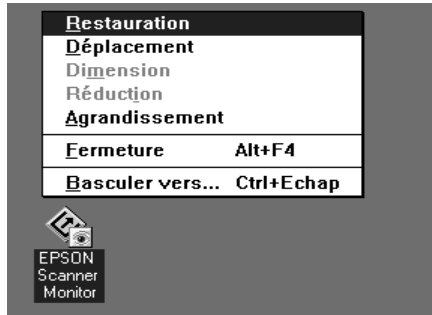 Restauration
Déplacement
Dimension
Réduction
Agrandissement
Fermeture Alt+F4
Basculer vers... Ctrl+Echap
EPSON
Scanner
Monitor